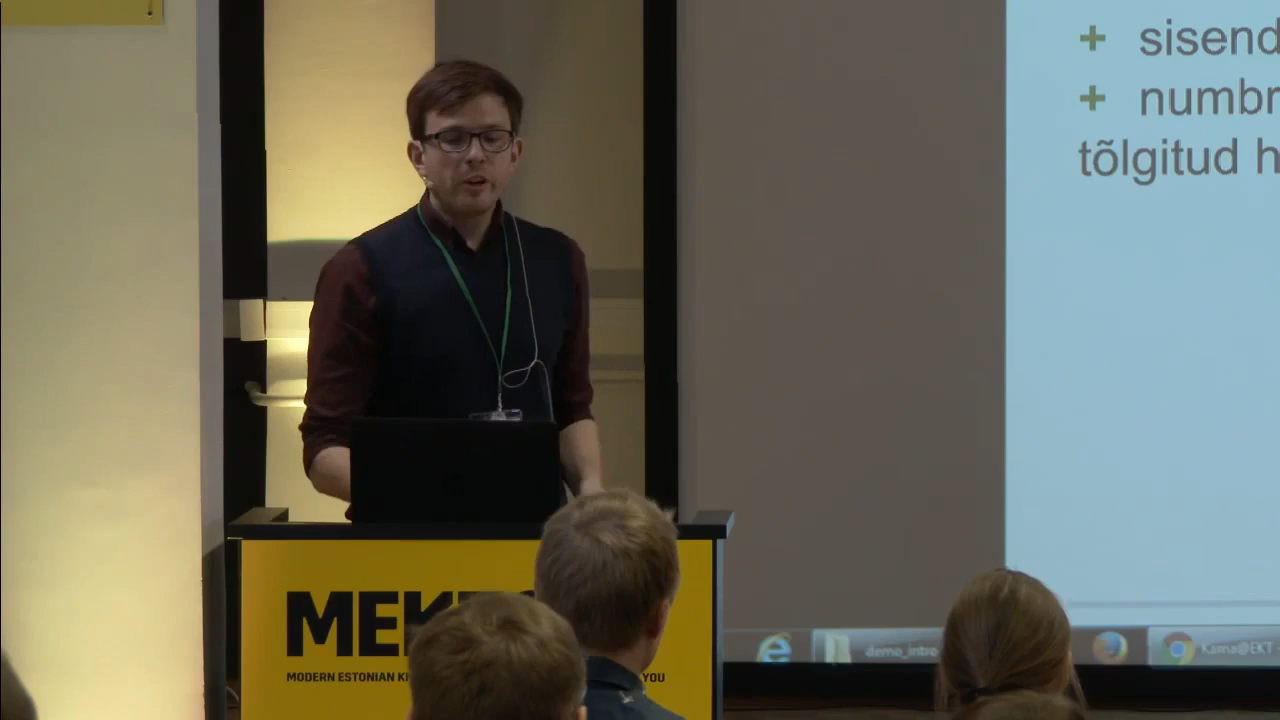 + sisend
+ numbr
tõlgitud h
MEK
MODERN ESTONIAN YOU
demo_intro
Kama@EKT